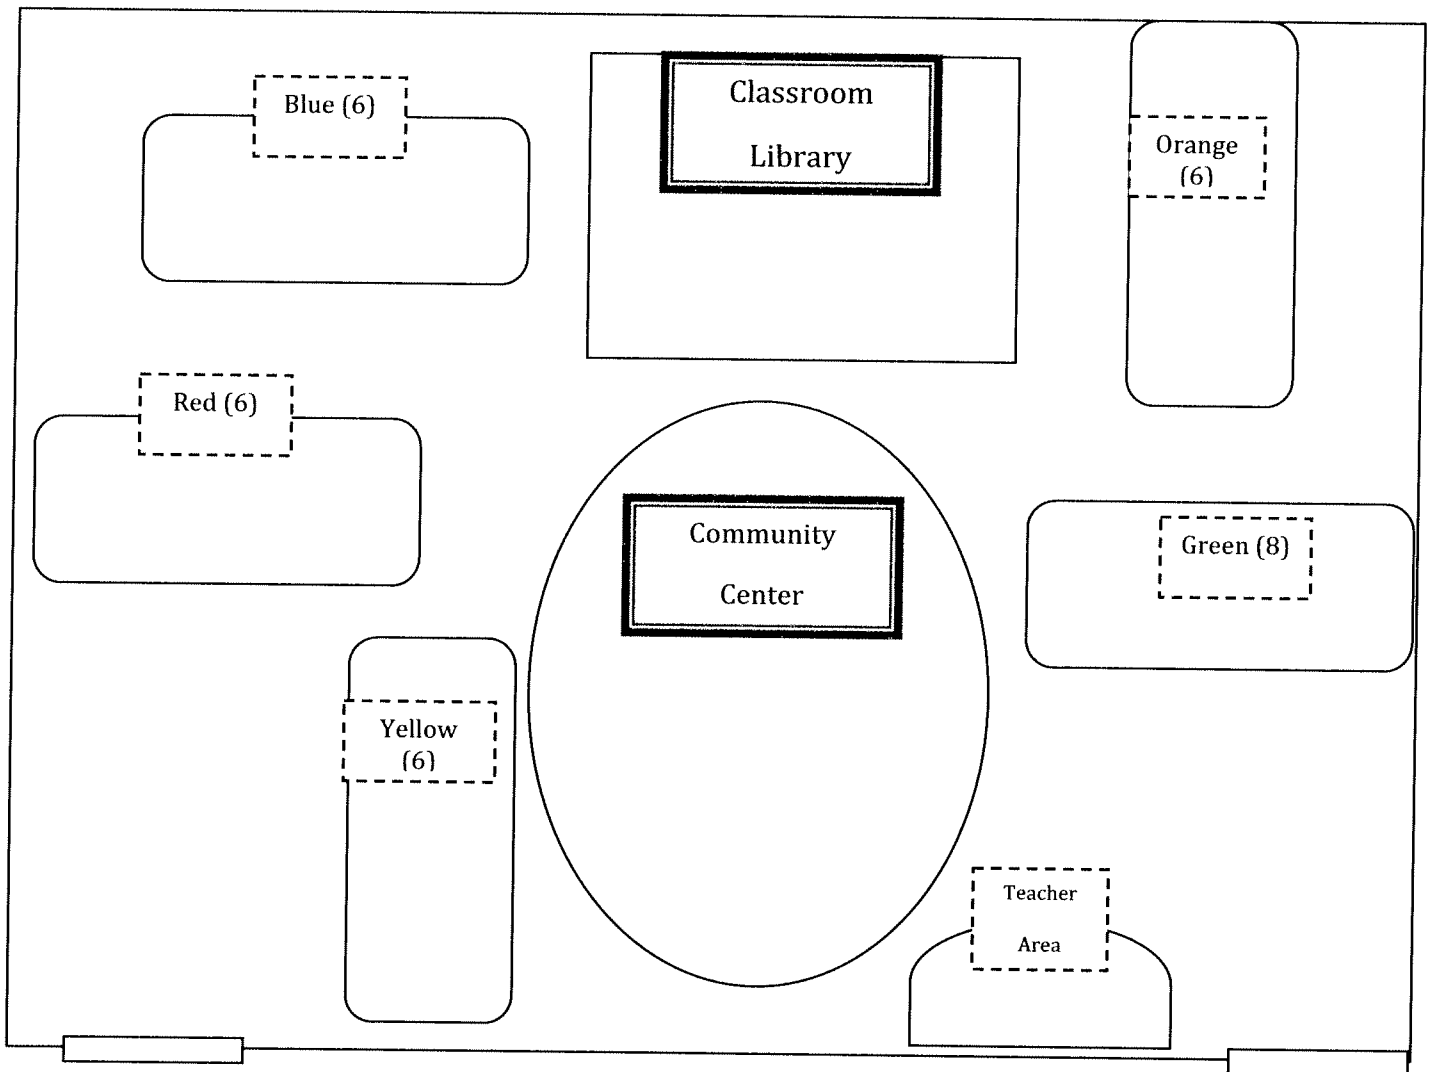 Blue (6)
Classroom
Library
Orange
(6)
Red (6)
Community
Center
Green (8)
Yellow
(6)
Teacher
Area